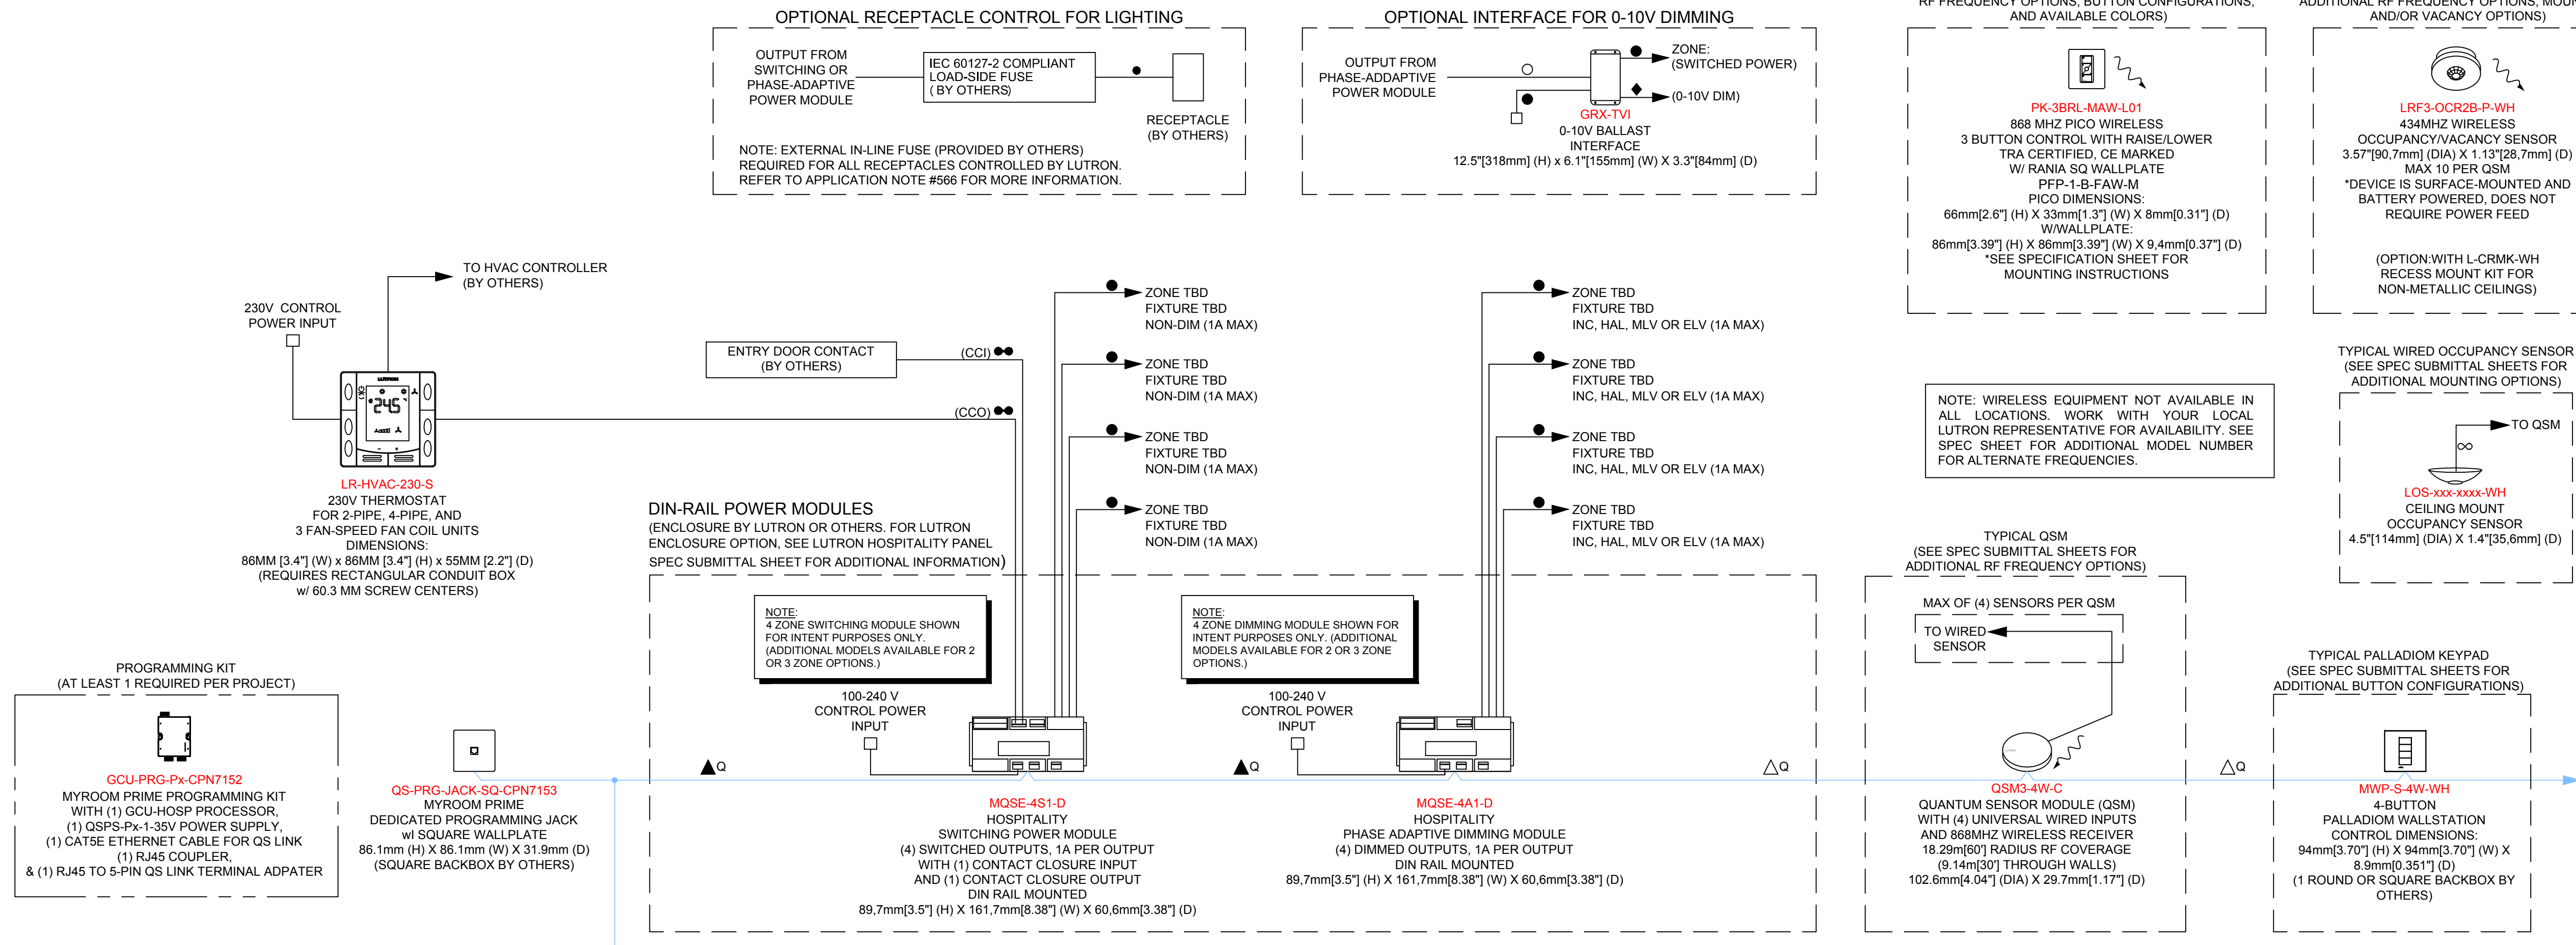 OPTIONAL RECEPTACLE CONTROL FOR LIGHTING
OUTPUT FROM
SWITCHING OR
PHASE-ADAPTIVE
POWER MODULE
IEC 60127-2 COMPLIANT
LOAD-SIDE FUSE
( BY OTHERS)
RECEPTACLE
(BY OTHERS)
NOTE: EXTERNAL IN-LINE FUSE (PROVIDED BY OTHERS)
REQUIRED FOR ALL RECEPTACLES CONTROLLED BY LUTRON.
REFER TO APPLICATION NOTE #566 FOR MORE INFORMATION.
OPTIONAL INTERFACE FOR 0-10V DIMMING
OUTPUT FROM
PHASE-ADDAPTIVE
POWER MODULE
ZONE:
(SWITCHED POWER)
(0-10V DIM)
GRX-TVI
0-10V BALLAST
INTERFACE
12.5"[318mm] (H) x 6.1"[155mm] (W) X 3.3"[84mm] (D)
RF FREQUENCY OPTIONS, BUTTON CONFIGURATIONS,
AND AVAILABLE COLORS)
PK-3BRL-MAW-L01
868 MHZ PICO WIRELESS
3 BUTTON CONTROL WITH RAISE/LOWER
TRA CERTIFIED, CE MARKED
W/ RANIA SQ WALLPLATE
PFP-1-B-FAW-M
PICO DIMENSIONS:
66mm[2.6"] (H) X 33mm[1.3"] (W) X 8mm[0.31"] (D)
W/WALLPLATE:
86mm[3.39"] (H) X 86mm[3.39"] (W) X 9,4mm[0.37"] (D)
*SEE SPECIFICATION SHEET FOR
MOUNTING INSTRUCTIONS
ADDITIONAL RF FREQUENCY OPTIONS,
AND/OR VACANCY OPTIONS)
LRF3-OCR2B-P-WH
434MHZ WIRELESS
OCCUPANCY/VACANCY SENSOR
3.57"[90,7mm] (DIA) X 1.13"[28,7mm] (D)
MAX 10 PER QSM
*DEVICE IS SURFACE-MOUNTED AND
BATTERY POWERED, DOES NOT
REQUIRE POWER FEED
(OPTION:WITH L-CRMK-WH
RECESS MOUNT KIT FOR
NON-METALLIC CEILINGS)
TO HVAC CONTROLLER
(BY OTHERS)
230V CONTROL
POWER INPUT
LUTRON
24.5
LR-HVAC-230-S
230V THERMOSTAT
FOR 2-PIPE, 4-PIPE, AND
3 FAN-SPEED FAN COIL UNITS
DIMENSIONS:
86MM [3.4"] (W) x 86MM [3.4"] (H) x 55MM [2.2"] (D)
(REQUIRES RECTANGULAR CONDUIT BOX
w/ 60.3 MM SCREW CENTERS)
ENTRY DOOR CONTACT
(BY OTHERS)
(CCI)
(CCO)
ZONE TBD
FIXTURE TBD
NON-DIM (1A MAX)
ZONE TBD
FIXTURE TBD
NON-DIM (1A MAX)
ZONE TBD
FIXTURE TBD
NON-DIM (1A MAX)
ZONE TBD
FIXTURE TBD
NON-DIM (1A MAX)
ZONE TBD
FIXTURE TBD
INC, HAL, MLV OR ELV (1A MAX)
ZONE TBD
FIXTURE TBD
INC, HAL, MLV OR ELV (1A MAX)
ZONE TBD
FIXTURE TBD
INC, HAL, MLV OR ELV (1A MAX)
ZONE TBD
FIXTURE TBD
INC, HAL, MLV OR ELV (1A MAX)
NOTE: WIRELESS EQUIPMENT NOT AVAILABLE IN
ALL LOCATIONS. WORK WITH YOUR LOCAL
LUTRON REPRESENTATIVE FOR AVAILABILITY. SEE
SPEC SHEET FOR ADDITIONAL MODEL NUMBER
FOR ALTERNATE FREQUENCIES.
TYPICAL WIRED OCCUPANCY SENSOR
(SEE SPEC SUBMITTAL SHEETS FOR
ADDITIONAL MOUNTING OPTIONS)
TO QSM
LOS-xxx-xxxx-WH
CEILING MOUNT
OCCUPANCY SENSOR
4.5"[114mm] (DIA) X 1.4"[35,6mm] (D)
DIN-RAIL POWER MODULES
(ENCLOSURE BY LUTRON OR OTHERS. FOR LUTRON
ENCLOSURE OPTION, SEE LUTRON HOSPITALITY PANEL
SPEC SUBMITTAL SHEET FOR ADDITIONAL INFORMATION)
NOTE:
4 ZONE SWITCHING MODULE SHOWN
FOR INTENT PURPOSES ONLY.
(ADDITIONAL MODELS AVAILABLE FOR 2
OR 3 ZONE OPTIONS.)
100-240 V
CONTROL POWER
INPUT
Q
MQSE-4S1-D
HOSPITALITY
SWITCHING POWER MODULE
(4) SWITCHED OUTPUTS, 1A PER OUTPUT
WITH (1) CONTACT CLOSURE INPUT
AND (1) CONTACT CLOSURE OUTPUT
DIN RAIL MOUNTED
89,7mm[3.5"] (H) X 161,7mm[8.38"] (W) X 60,6mm[3.38"] (D)
NOTE:
4 ZONE DIMMING MODULE SHOWN FOR
INTENT PURPOSES ONLY. (ADDITIONAL
MODELS AVAILABLE FOR 2 OR 3 ZONE
OPTIONS.)
100-240 V
CONTROL POWER
INPUT
Q
MQSE-4A1-D
HOSPITALITY
PHASE ADAPTIVE DIMMING MODULE
(4) DIMMED OUTPUTS, 1A PER OUTPUT
DIN RAIL MOUNTED
89,7mm[3.5"] (H) X 161,7mm[8.38"] (W) X 60,6mm[3.38"] (D)
Q
TYPICAL QSM
(SEE SPEC SUBMITTAL SHEETS FOR
ADDITIONAL RF FREQUENCY OPTIONS)
MAX OF (4) SENSORS PER QSM
TO WIRED
SENSOR
QSM3-4W-C
QUANTUM SENSOR MODULE (QSM)
WITH (4) UNIVERSAL WIRED INPUTS
AND 868MHZ WIRELESS RECEIVER
18.29m[60'] RADIUS RF COVERAGE
(9.14m[30'] THROUGH WALLS)
102.6mm[4.04"] (DIA) X 29.7mm[1.17"] (D)
Q
TYPICAL PALLADIOM KEYPAD
(SEE SPEC SUBMITTAL SHEETS FOR
ADDITIONAL BUTTON CONFIGURATIONS)
MWP-S-4W-WH
4-BUTTON
PALLADIOM WALLSTATION
CONTROL DIMENSIONS:
94mm[3.70"] (H) X 94mm[3.70"] (W) X
8.9mm[0.351"] (D)
(1 ROUND OR SQUARE BACKBOX BY
OTHERS)
PROGRAMMING KIT
(AT LEAST 1 REQUIRED PER PROJECT)
GCU-PRG-Px-CPN7152
MYROOM PRIME PROGRAMMING KIT
WITH (1) GCU-HOSP PROCESSOR,
(1) QSPS-Px-1-35V POWER SUPPLY,
(1) CAT5E ETHERNET CABLE FOR QS LINK
(1) RJ45 COUPLER,
& (1) RJ45 TO 5-PIN QS LINK TERMINAL ADPATER
QS-PRG-JACK-SQ-CPN7153
MYROOM PRIME
DEDICATED PROGRAMMING JACK
wI SQUARE WALLPLATE
86.1mm (H) X 86.1mm (W) X 31.9mm (D)
(SQUARE BACKBOX BY OTHERS)